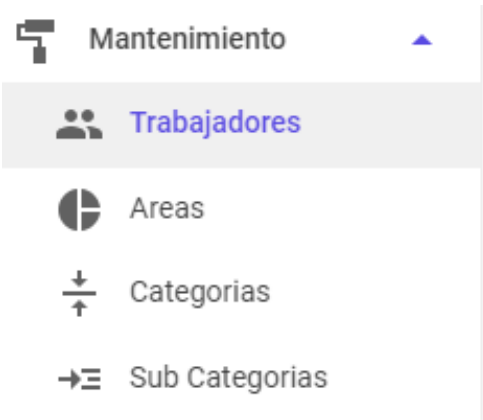 Mantenimiento
Trabajadores
Areas
Categorias
Sub Categorias